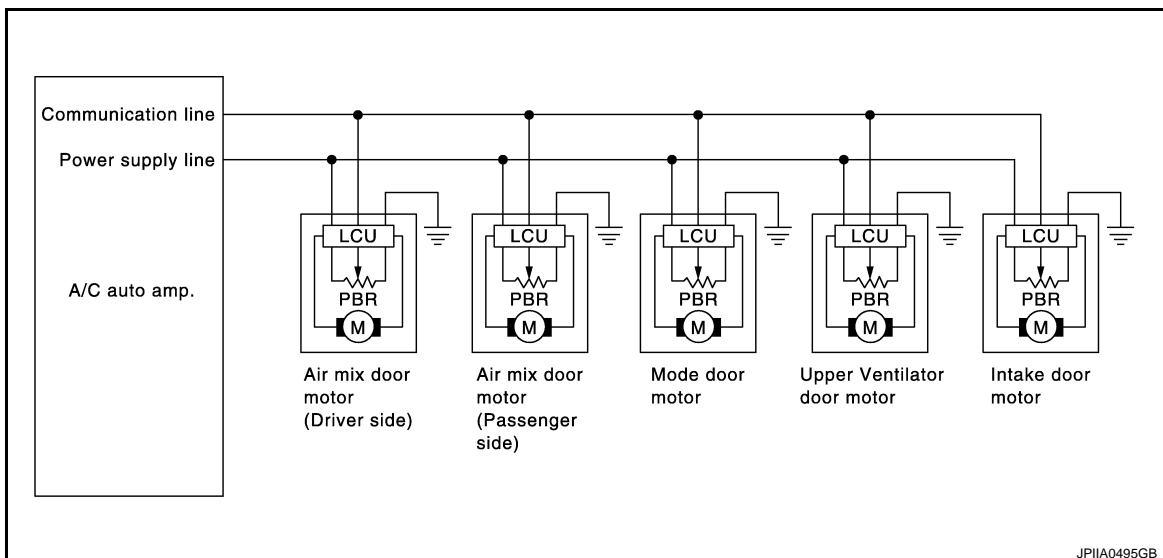 Communication line
Power supply line
A/C auto amp.
LCU
PBR
M
Air mix door
motor
(Driver side)
LCU
PBR
M
Air mix door
motor
(Passenger
side)
LCU
PBR
M
Mode door
motor
LCU
PBR
M
Upper Ventilator
door motor
LCU
PBR
M
Intake door
motor
JPIIA0495GB